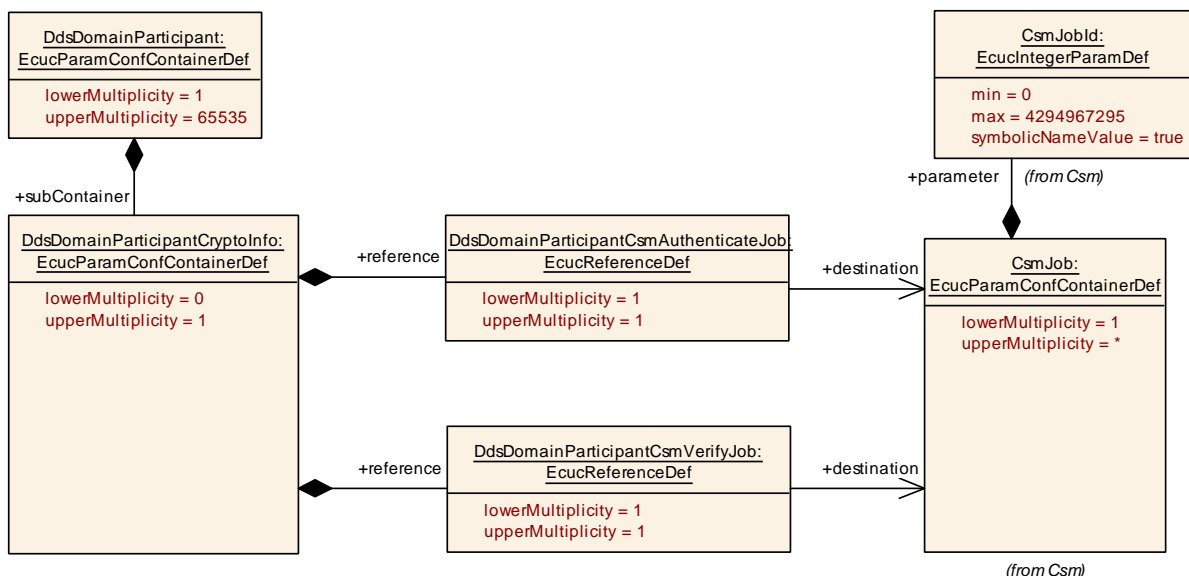 DdsDomainParticipant:
EcucParamConfContainerDef
lowerMultiplicity = 1
upperMultiplicity = 65535
+subContainer
DdsDomainParticipantCryptoInfo:
EcucParamConfContainerDef
lowerMultiplicity = 0
upperMultiplicity = 1
+reference
DdsDomainParticipantCsmAuthenticateJob:
EcucReferenceDef
lowerMultiplicity = 1
upperMultiplicity = 1
+destination
+reference
DdsDomainParticipantCsmVerifyJob:
EcucReferenceDef
lowerMultiplicity = 1
upperMultiplicity = 1
+destination
CsmJobId:
EcucIntegerParamDef
min = 0
max = 4294967295
symbolicNameValue = true
+parameter
(from Csm)
CsmJob:
EcucParamConfContainerDef
lowerMultiplicity = 1
upperMultiplicity = *
(from Csm)